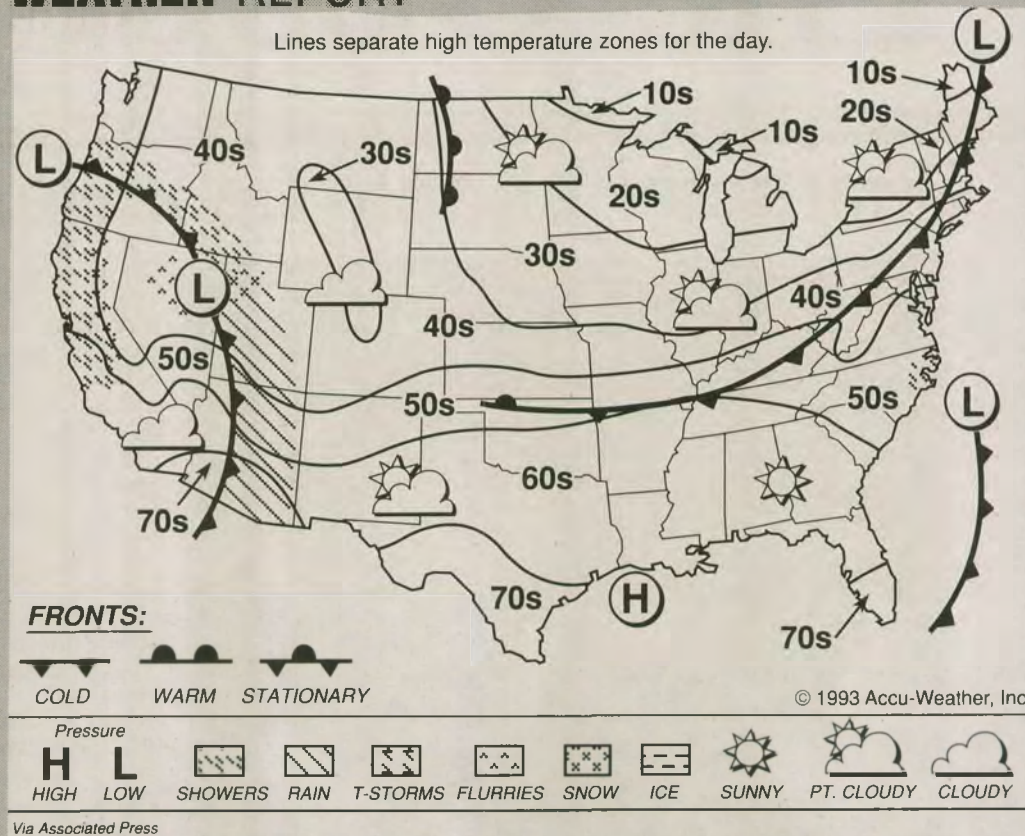 WEATHER REPORT
Lines separate high temperature zones for the day.
L
10s
10s
20s
L
40s
30s
10s
20s
30s
L
40s
40s
50s
50s
50s
L
60s
70s
70s
H
70s
FRONTS:
COLD WARM STATIONARY
© 1993 Accu-Weather, Inc
Pressure
H L
HIGH LOW SHOWERS RAIN T-STORMS FLURRIES SNOW ICE SUNNY PT. CLOUDY CLOUDY
Via Associated Press